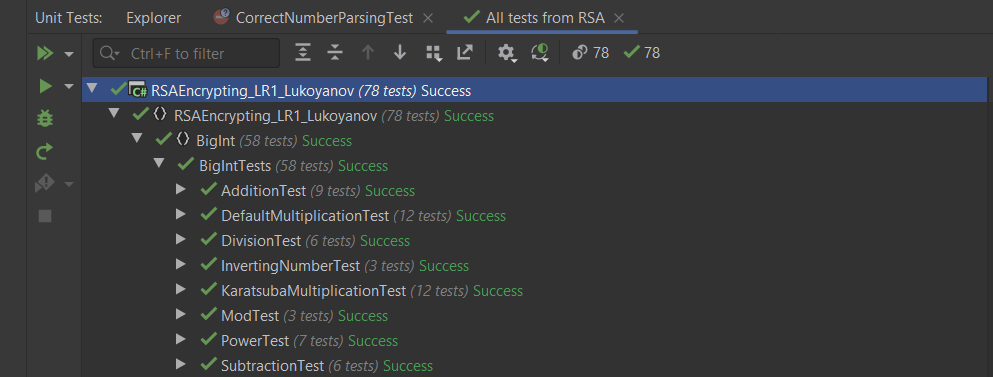 Unit Tests: Explorer CorrectNumberParsingTest × All tests from RSA ×
Ctrl+F to filter 78 78
C# RSAEncrypting_LR1_Lukoyanov (78 tests) Success
RSAEncrypting_LR1_Lukoyanov (78 tests) Success
BigInt (58 tests) Success
BigIntTests (58 tests) Success
AdditionTest (9 tests) Success
DefaultMultiplicationTest (12 tests) Success
DivisionTest (6 tests) Success
InvertingNumberTest (3 tests) Success
KaratsubaMultiplicationTest (12 tests) Success
ModTest (3 tests) Success
PowerTest (7 tests) Success
SubtractionTest (6 tests) Success